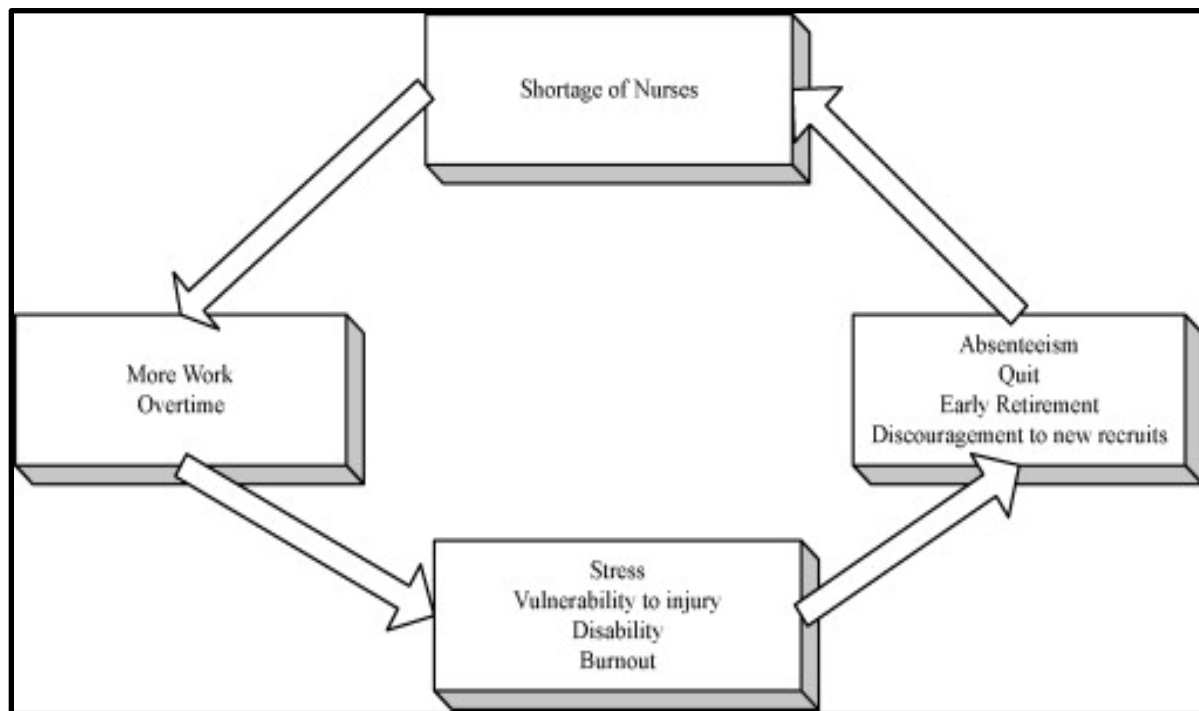 Shortage of Nurses
More Work
Overtime
Absenteeism
Quit
Early Retirement
Discouragement to new recruits
Stress
Vulnerability to injury
Disability
Burnout